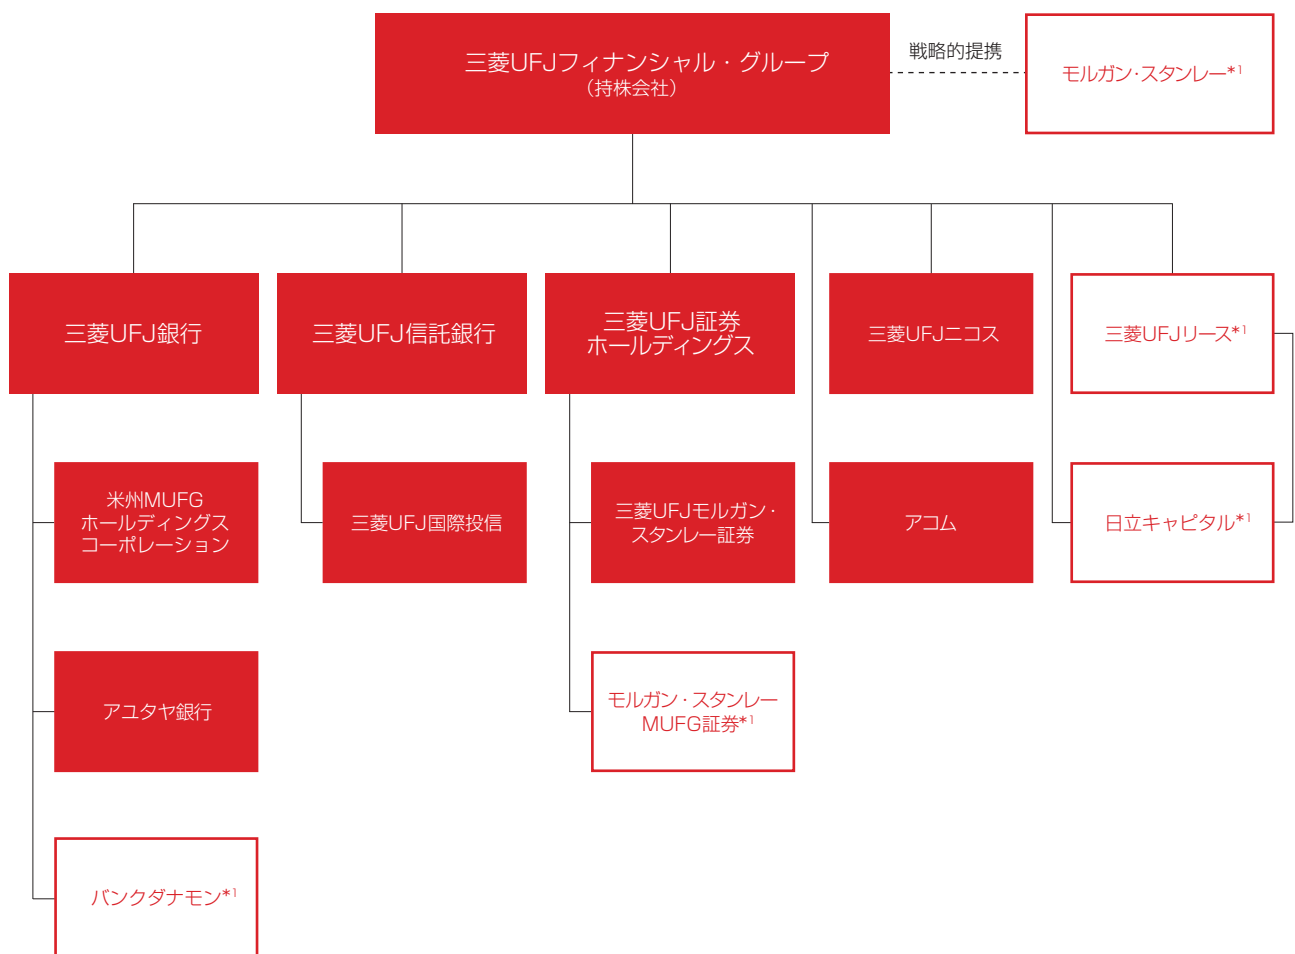 三菱UFJフィナンシャル・グループ
（持株会社）
戦略的提携
モルガン・スタンレー*1
三菱UFJ銀行
三菱UFJ信託銀行
三菱UFJ証券
ホールディングス
三菱UFJニコス
三菱UFJリース*1
米州MUFG
ホールディングス
コーポレーション
三菱UFJ国際投信
三菱UFJモルガン・
スタンレー証券
アコム
日立キャピタル*1
アユタヤ銀行
モルガン・スタンレー
MUFG証券*1
バンクダナモン*1